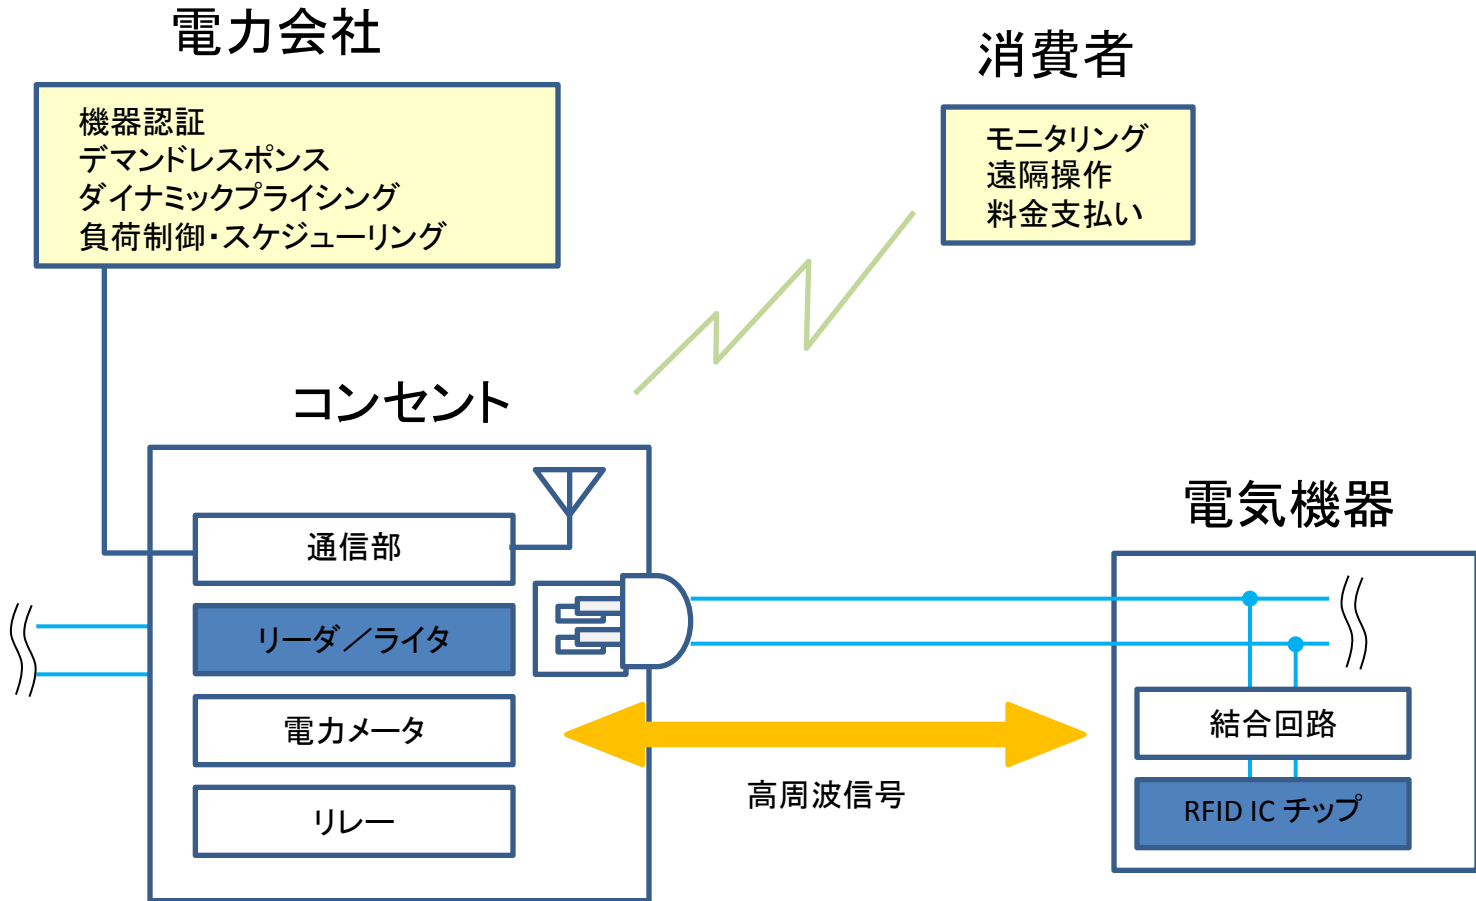 電力会社
機器認証
デマンドレスポンス
ダイナミックプライシング
負荷制御・スケジューリング
消費者
モニタリング
遠隔操作
料金支払い
コンセント
通信部
リーダ／ライタ
電力メータ
リレー
高周波信号
電気機器
結合回路
RFID IC チップ